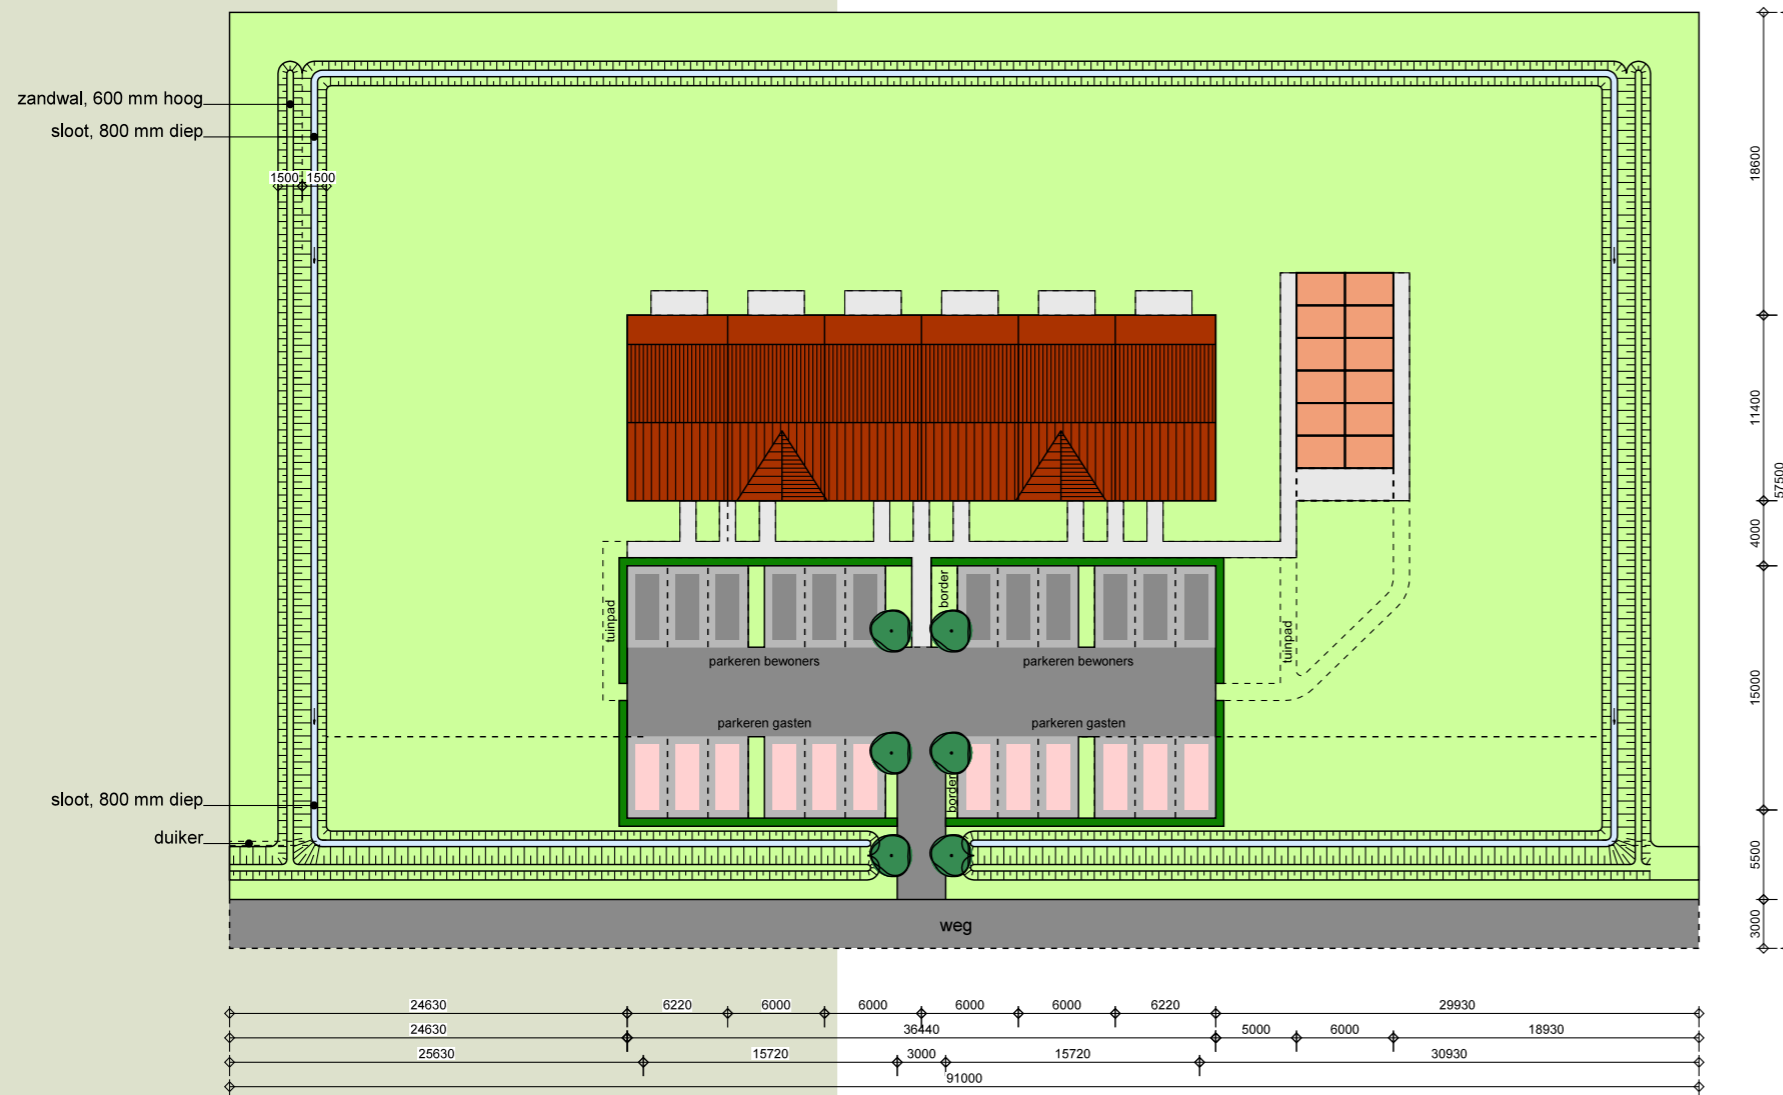 zandwal, 600 mm hoog
sloot, 800 mm diep
1500 1500
18600
11400
57500
4000
border
tuinpad
tuinpad
parkeren bewoners parkeren bewoners
15000
parkeren gasten parkeren gasten
border
sloot, 800 mm diep
duiker
5500
weg
3000
24630 6220 6000 6000 6000 6000 6220 29930
24630 36440 5000 6000 18930
25630 15720 3000 15720 30930
91000